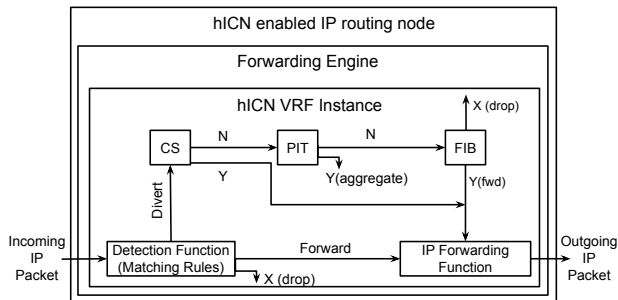 hICN enabled IP routing node
Forwarding Engine
hICN VRF Instance
X (drop)
CS
N
PIT
N
FIB
Y
Y(aggregate)
Y(fwd)
Divert
Incoming
IP
Packet
Detection Function
(Matching Rules)
Forward
X (drop)
IP Forwarding
Function
Outgoing
IP
Packet